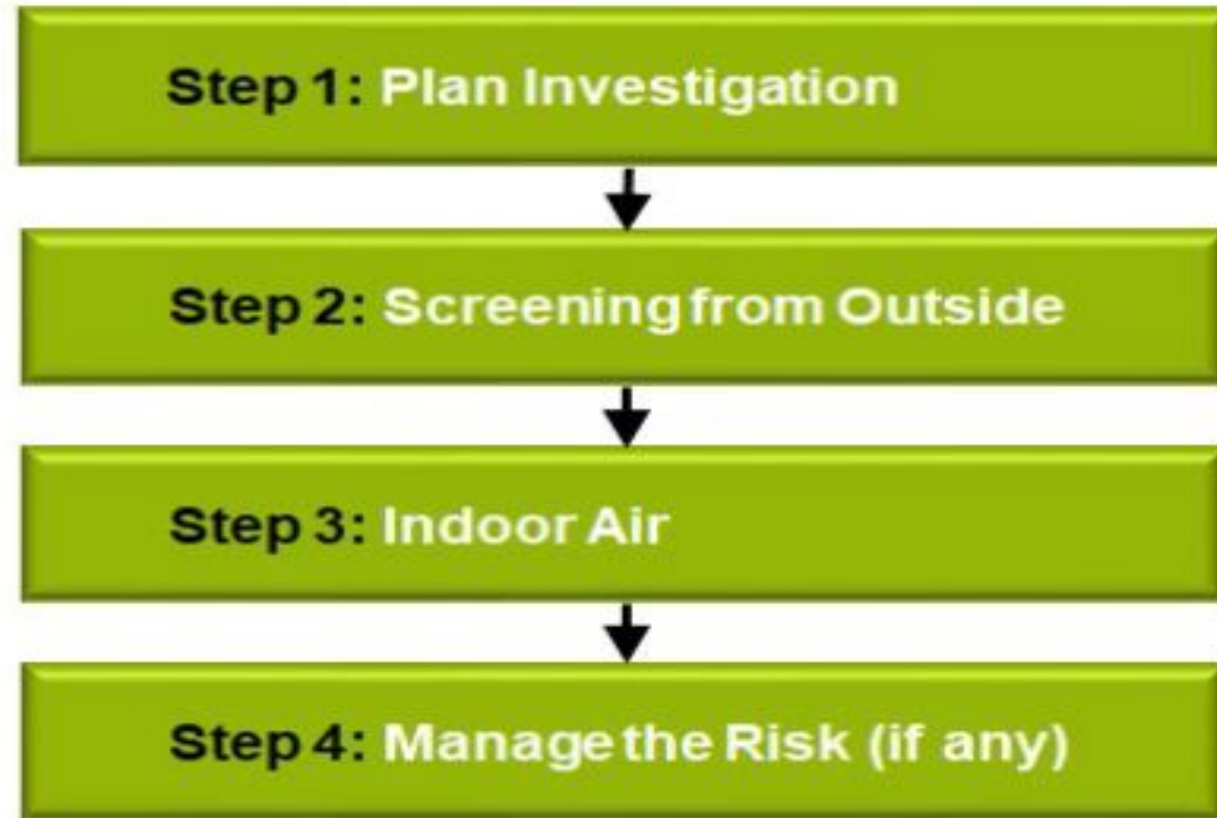 Step 1: Plan Investigation
Step 2: Screening from Outside
Step 3: Indoor Air
Step 4: Manage the Risk (if any)